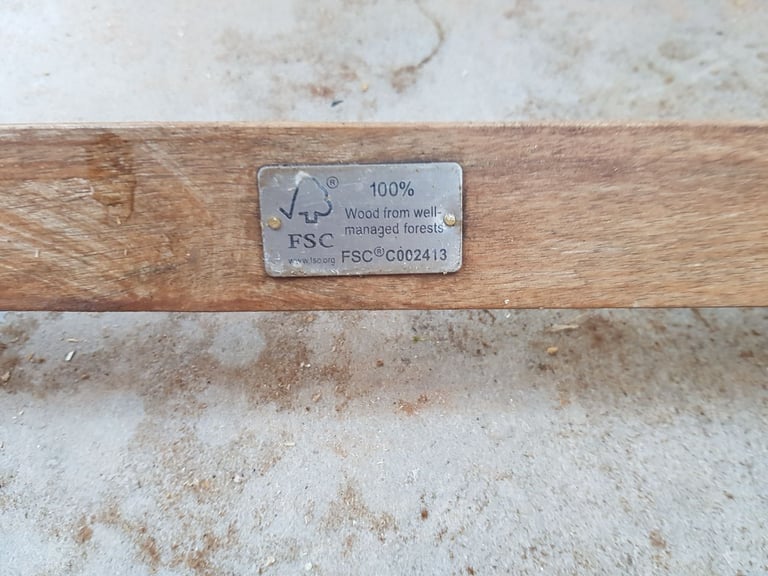 ®
100%
Wood from well-
managed forests
FSC
www.fsc.org
FSC®C002413